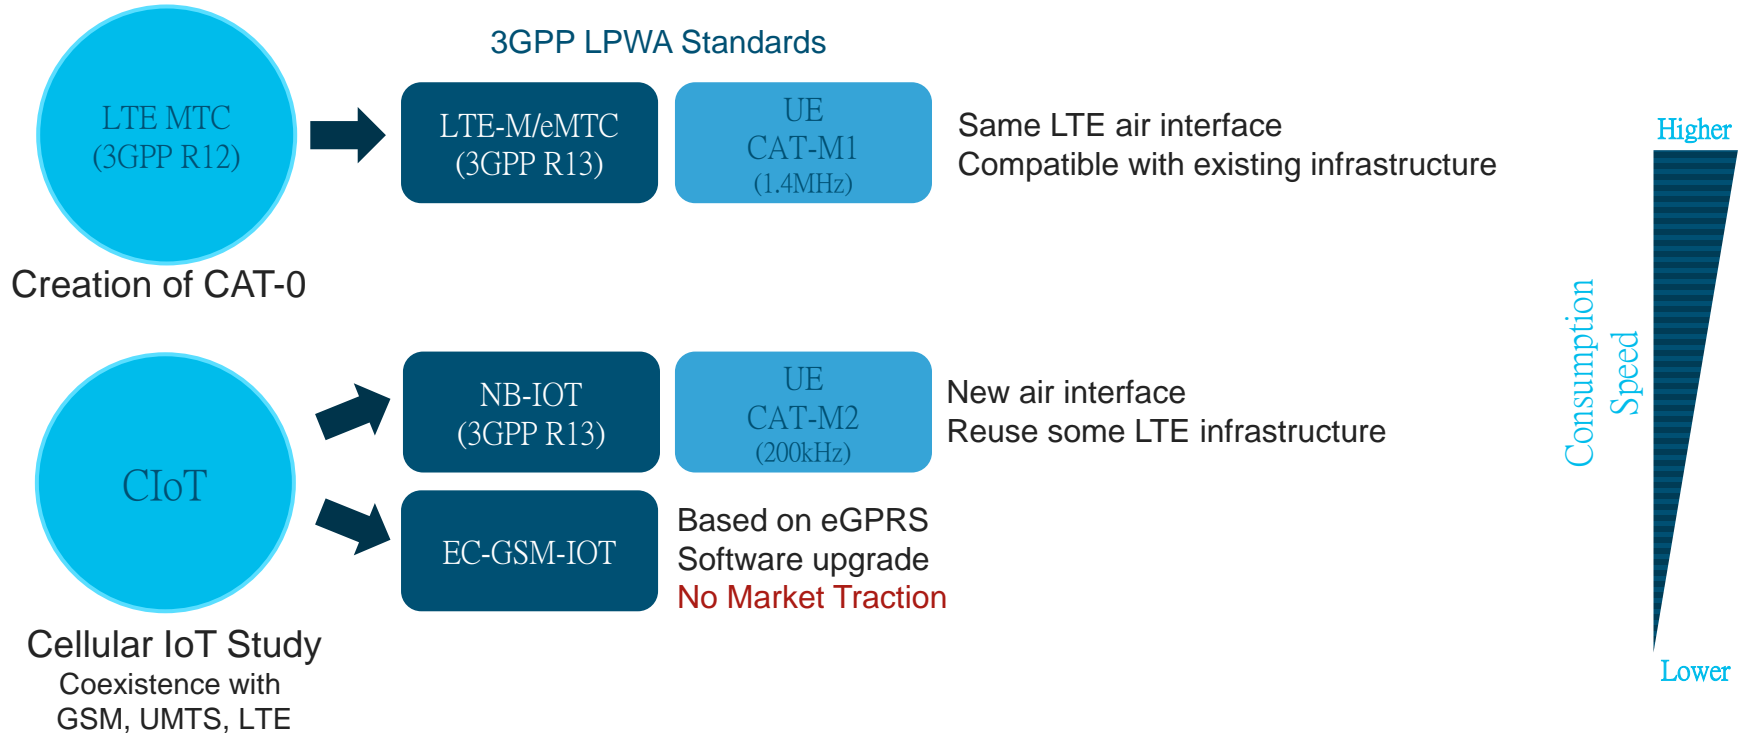 3GPP LPWA Standards
LTE MTC
(3GPP R12)
Creation of CAT-0
LTE-M/eMTC
(3GPP R13)
UE
CAT-M1
(1.4MHz)
Same LTE air interface
Compatible with existing infrastructure
CIoT
Cellular IoT Study
Coexistence with
GSM, UMTS, LTE
NB-IOT
(3GPP R13)
UE
CAT-M2
(200kHz)
New air interface
Reuse some LTE infrastructure
EC-GSM-IOT
Based on eGPRS
Software upgrade
No Market Traction
Higher
Consumption
Speed
Lower